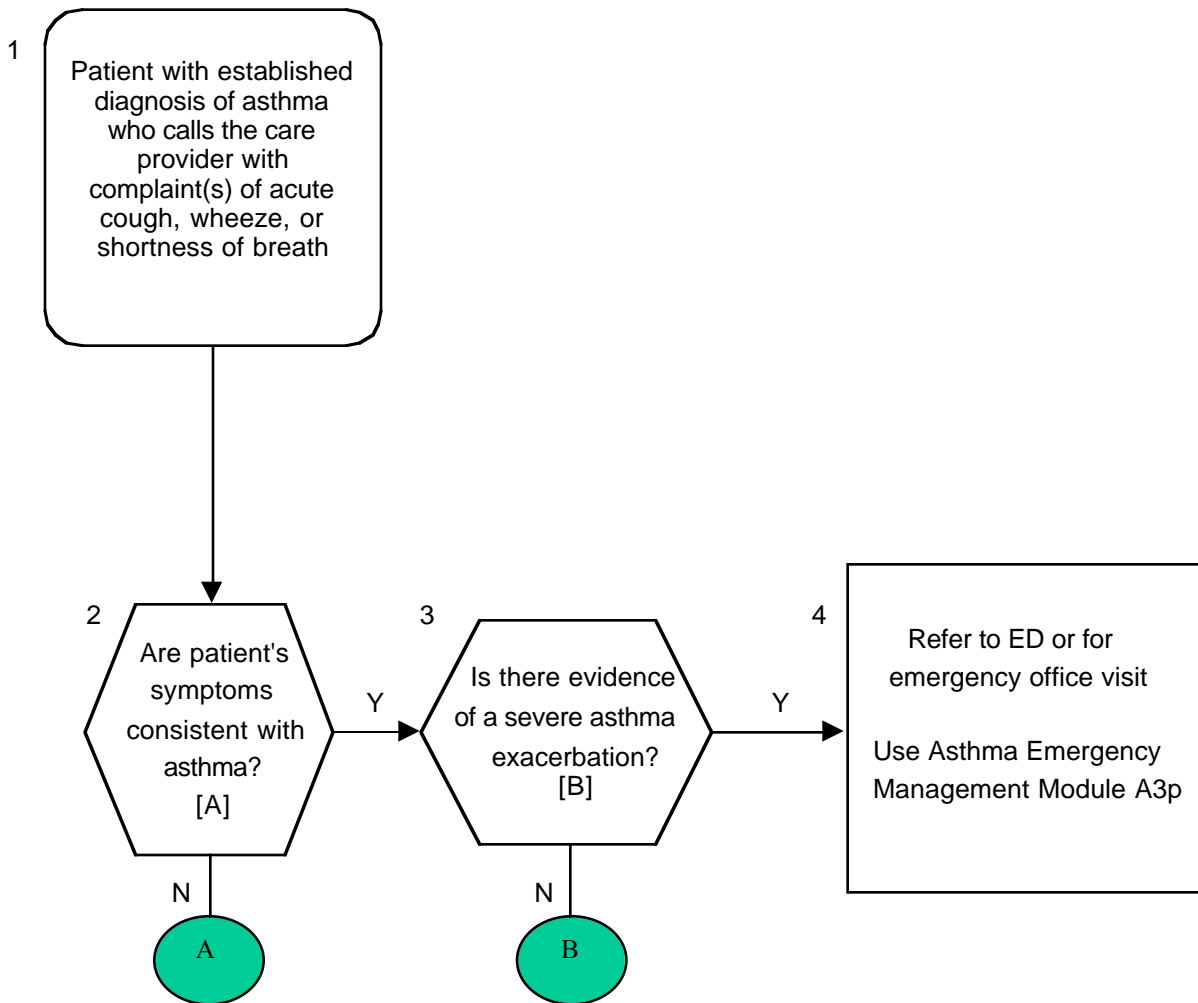 1
Patient with established
diagnosis of asthma
who calls the care
provider with
complaint(s) of acute
cough, wheeze, or
shortness of breath
2
Are patient's
symptoms
consistent with
asthma?
[A]
Y
N
A
3
Is there evidence
of a severe asthma
exacerbation?
[B]
Y
N
B
4
Refer to ED or for
emergency office visit
Use Asthma Emergency
Management Module A3p